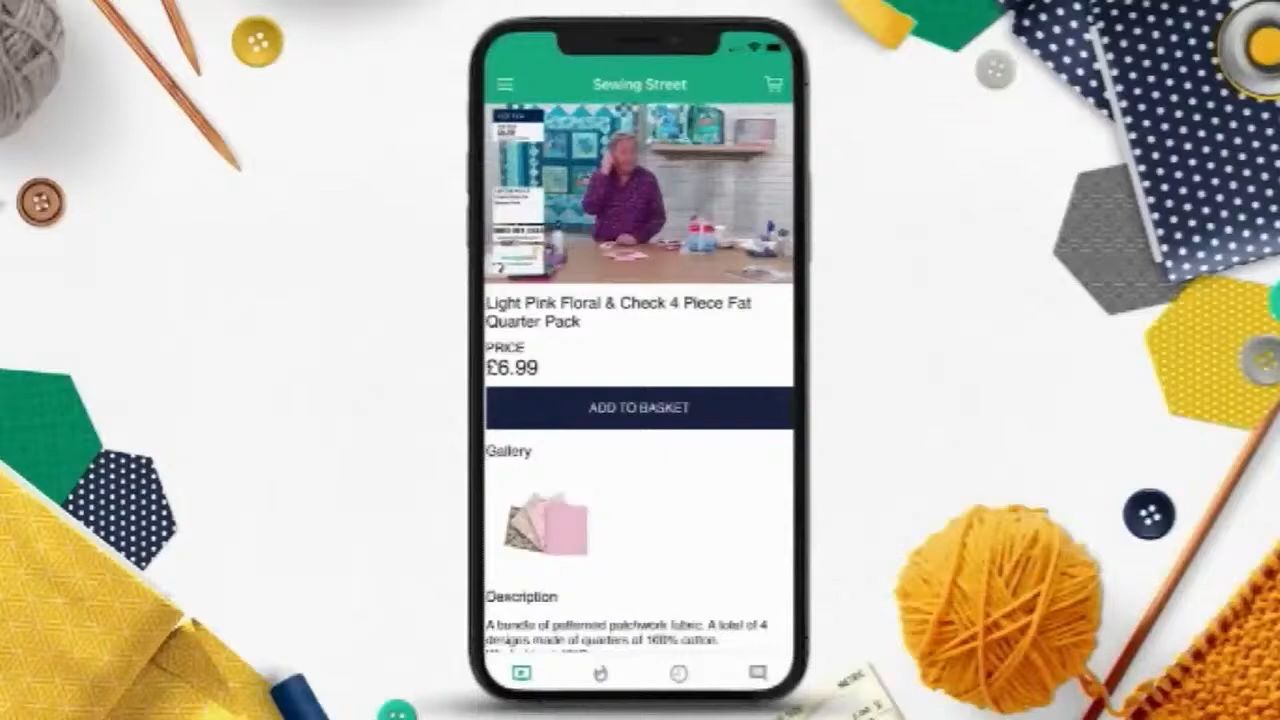 Sewing Street
Light Pink Floral & Check 4 Piece Fat
Quarter Pack
PRICE
£6.99
ADD TO BASKET
Gallery
Description
A bundle of patterned patchwork fabric. A total of 4
designs made of quarters of 100% cotton.